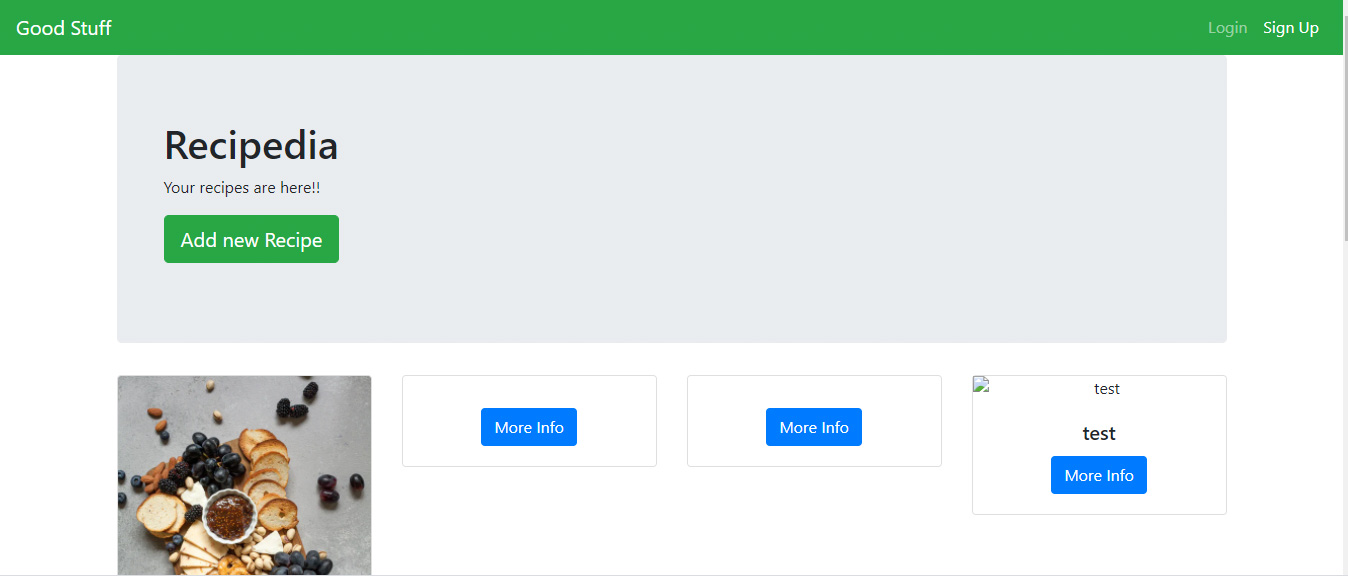 Good Stuff
Login
Sign Up
Recipedia
Your recipes are here!!
Add new Recipe
More Info
More Info
test
test
More Info